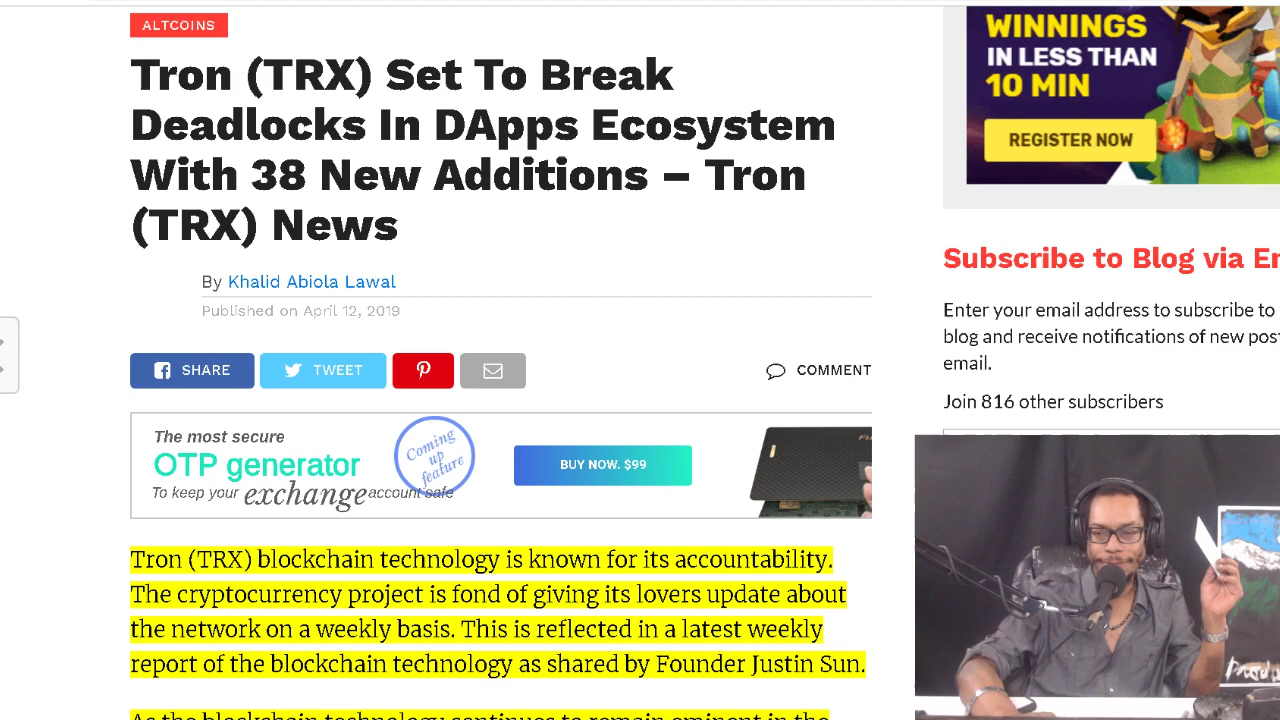 ALTCOINS
Tron (TRX) Set To Break
Deadlocks In DApps Ecosystem
With 38 New Additions – Tron
(TRX) News
By Khalid Abiola Lawal
Published on April 12, 2019
SHARE
TWEET
COMMENT
The most secure
OTP generator
To keep your exchange account safe
Coming
up
feature
BUY NOW. $99
Tron (TRX) blockchain technology is known for its accountability.
The cryptocurrency project is fond of giving its lovers update about
the network on a weekly basis. This is reflected in a latest weekly
report of the blockchain technology as shared by Founder Justin Sun.
As the blockchain technology continues to remain eminent in the
WINNINGS
IN LESS THAN
10 MIN
REGISTER NOW
Subscribe to Blog via
Enter your email address to subscribe to
blog and receive notifications of new
email.
Join 816 other subscribers